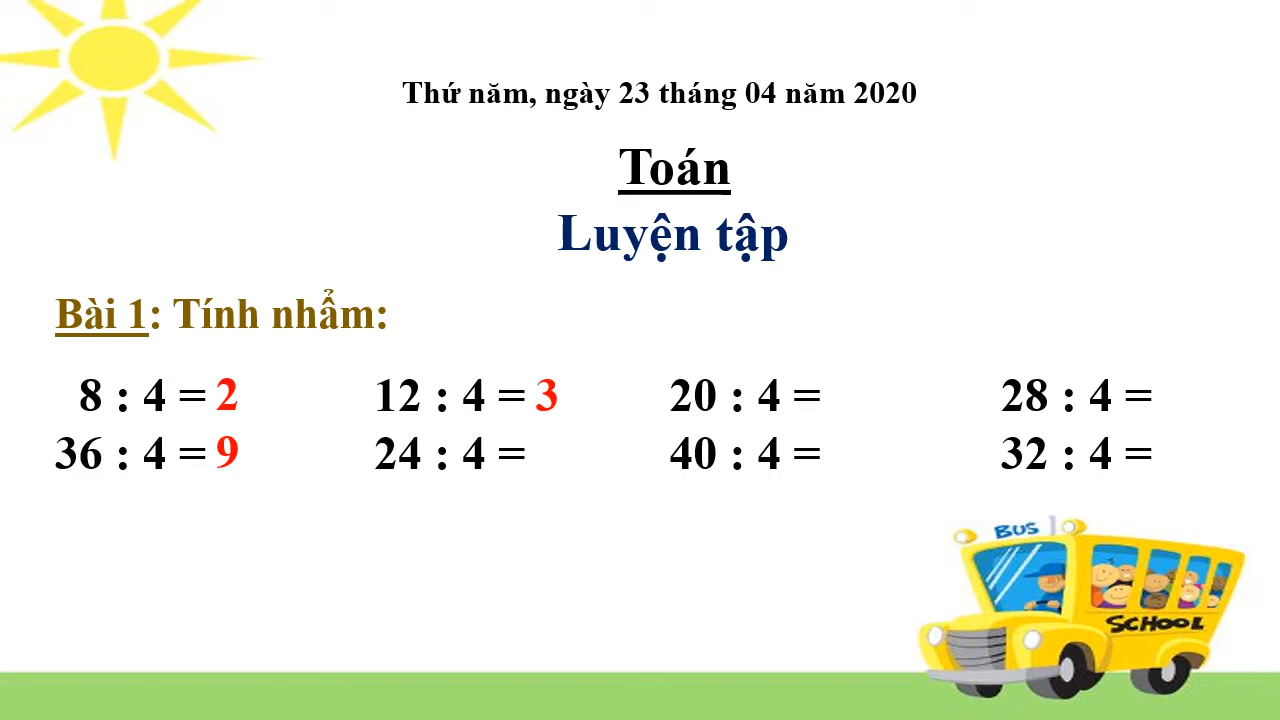 Thứ năm, ngày 23 tháng 04 năm 2020
Toán
Luyện tập
Bài 1: Tính nhẩm:
8 : 4 = 2 12 : 4 = 3 20 : 4 = 28 : 4 =
36 : 4 = 9 24 : 4 = 40 : 4 = 32 : 4 =
BUS
SCHOOL